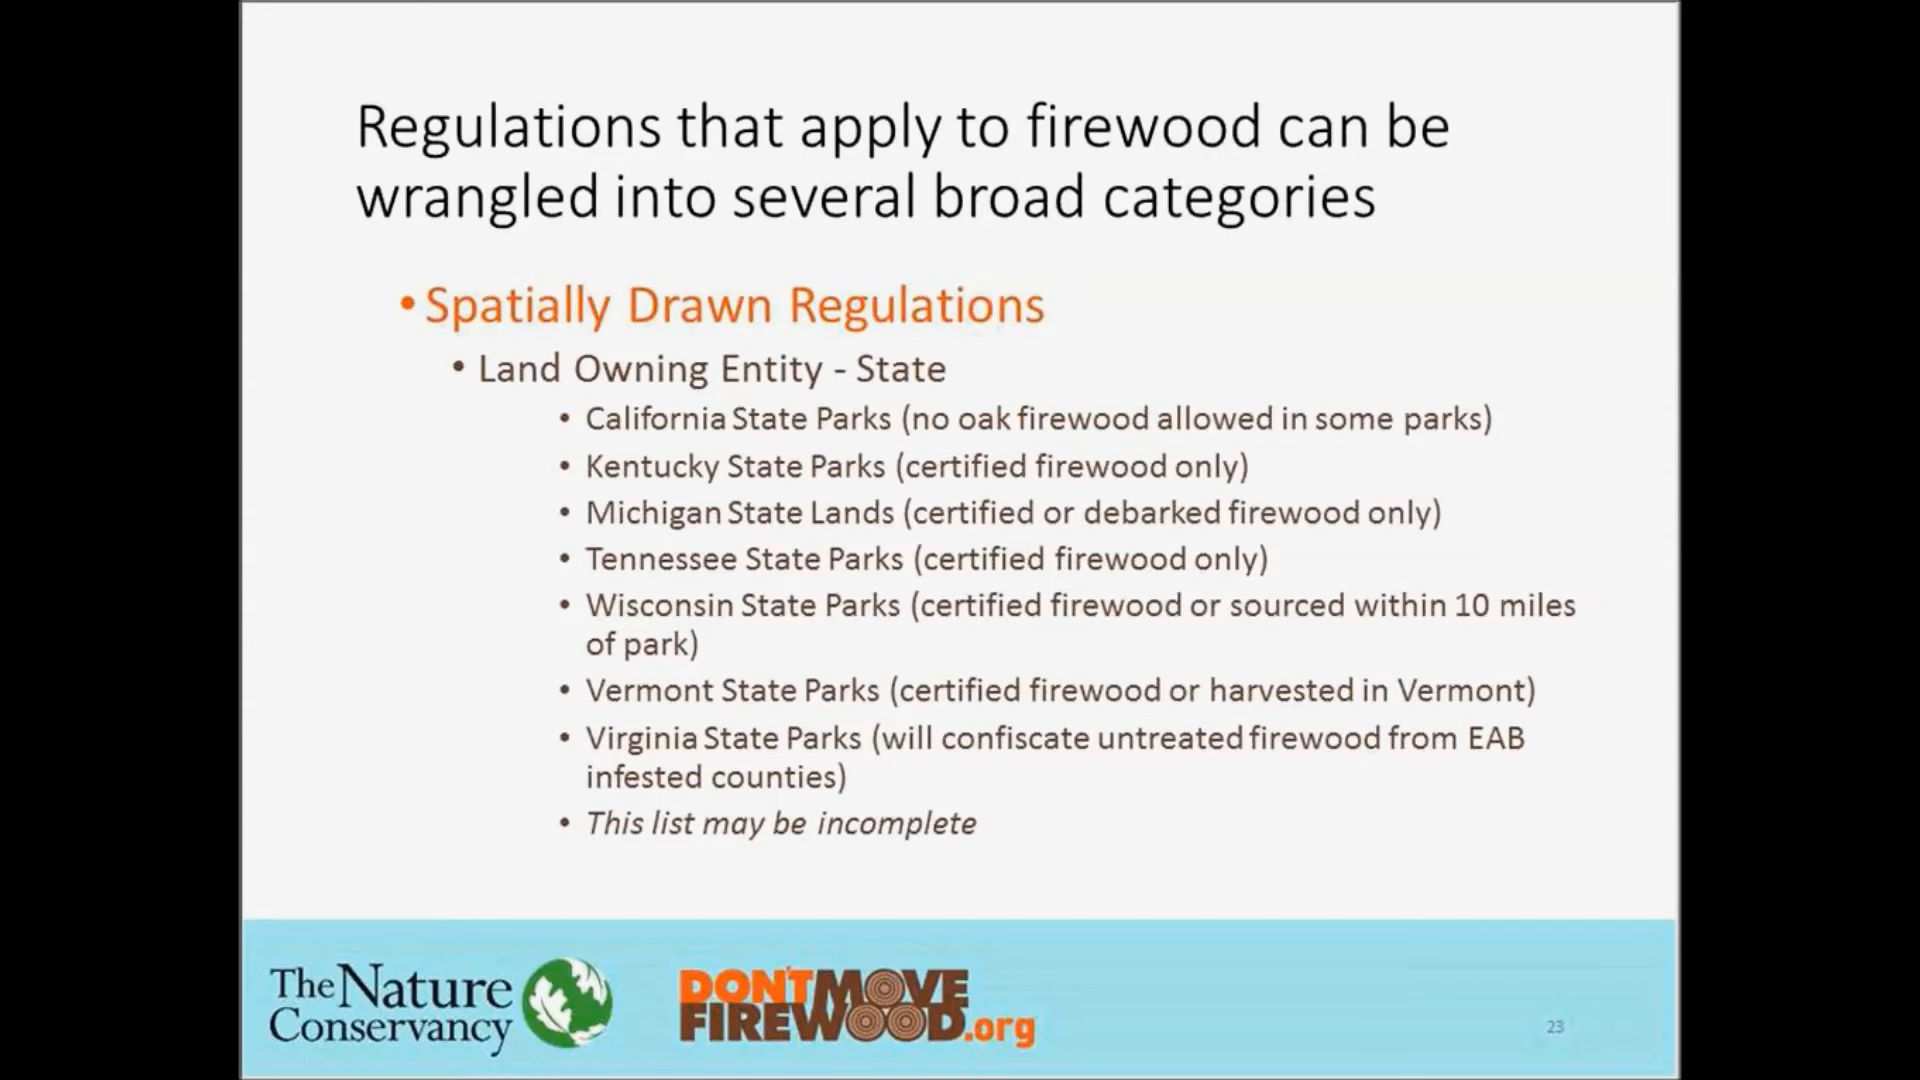 Regulations that apply to firewood can be
wrangled into several broad categories
• Spatially Drawn Regulations
• Land Owning Entity - State
• California State Parks (no oak firewood allowed in some parks)
• Kentucky State Parks (certified firewood only)
• Michigan State Lands (certified or debarked firewood only)
• Tennessee State Parks (certified firewood only)
• Wisconsin State Parks (certified firewood or sourced within 10 miles
of park)
• Vermont State Parks (certified firewood or harvested in Vermont)
• Virginia State Parks (will confiscate untreated firewood from EAB
infested counties)
• This list may be incomplete
The Nature
Conservancy
DON'T MOVE
FIREWOOD.org
23